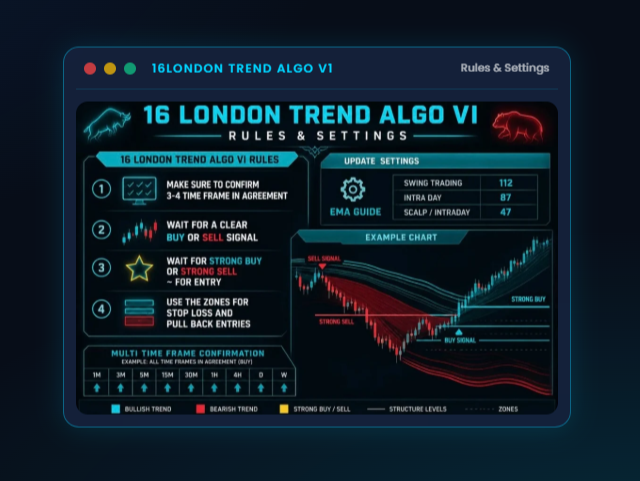 16LONDON TREND ALGO V1
Rules & Settings
16 LONDON TREND ALGO VI
RULES & SETTINGS
16 LONDON TREND ALGO VI RULES
1
MAKE SURE TO CONFIRM
3-4 TIME FRAME IN AGREEMENT
2
WAIT FOR A CLEAR
BUY OR SELL SIGNAL
3
WAIT FOR STRONG BUY
OR STRONG SELL
~ FOR ENTRY
4
USE THE ZONES FOR
STOP LOSS AND
PULL BACK ENTRIES
MULTI TIME FRAME CONFIRMATION
EXAMPLE: ALL TIME FRAMES IN AGREEMENT (BUY)
1M 3M 5M 15M 30M 1H 4H D W
UPDATE SETTINGS
EMA GUIDE
SWING TRADING 112
INTRA DAY 87
SCALP / INTRADAY 47
EXAMPLE CHART
SELL SIGNAL
STRONG SELL
STRONG BUY
BUY SIGNAL
BULLISH TREND BEARISH TREND STRONG BUY / SELL STRUCTURE LEVELS ZONES